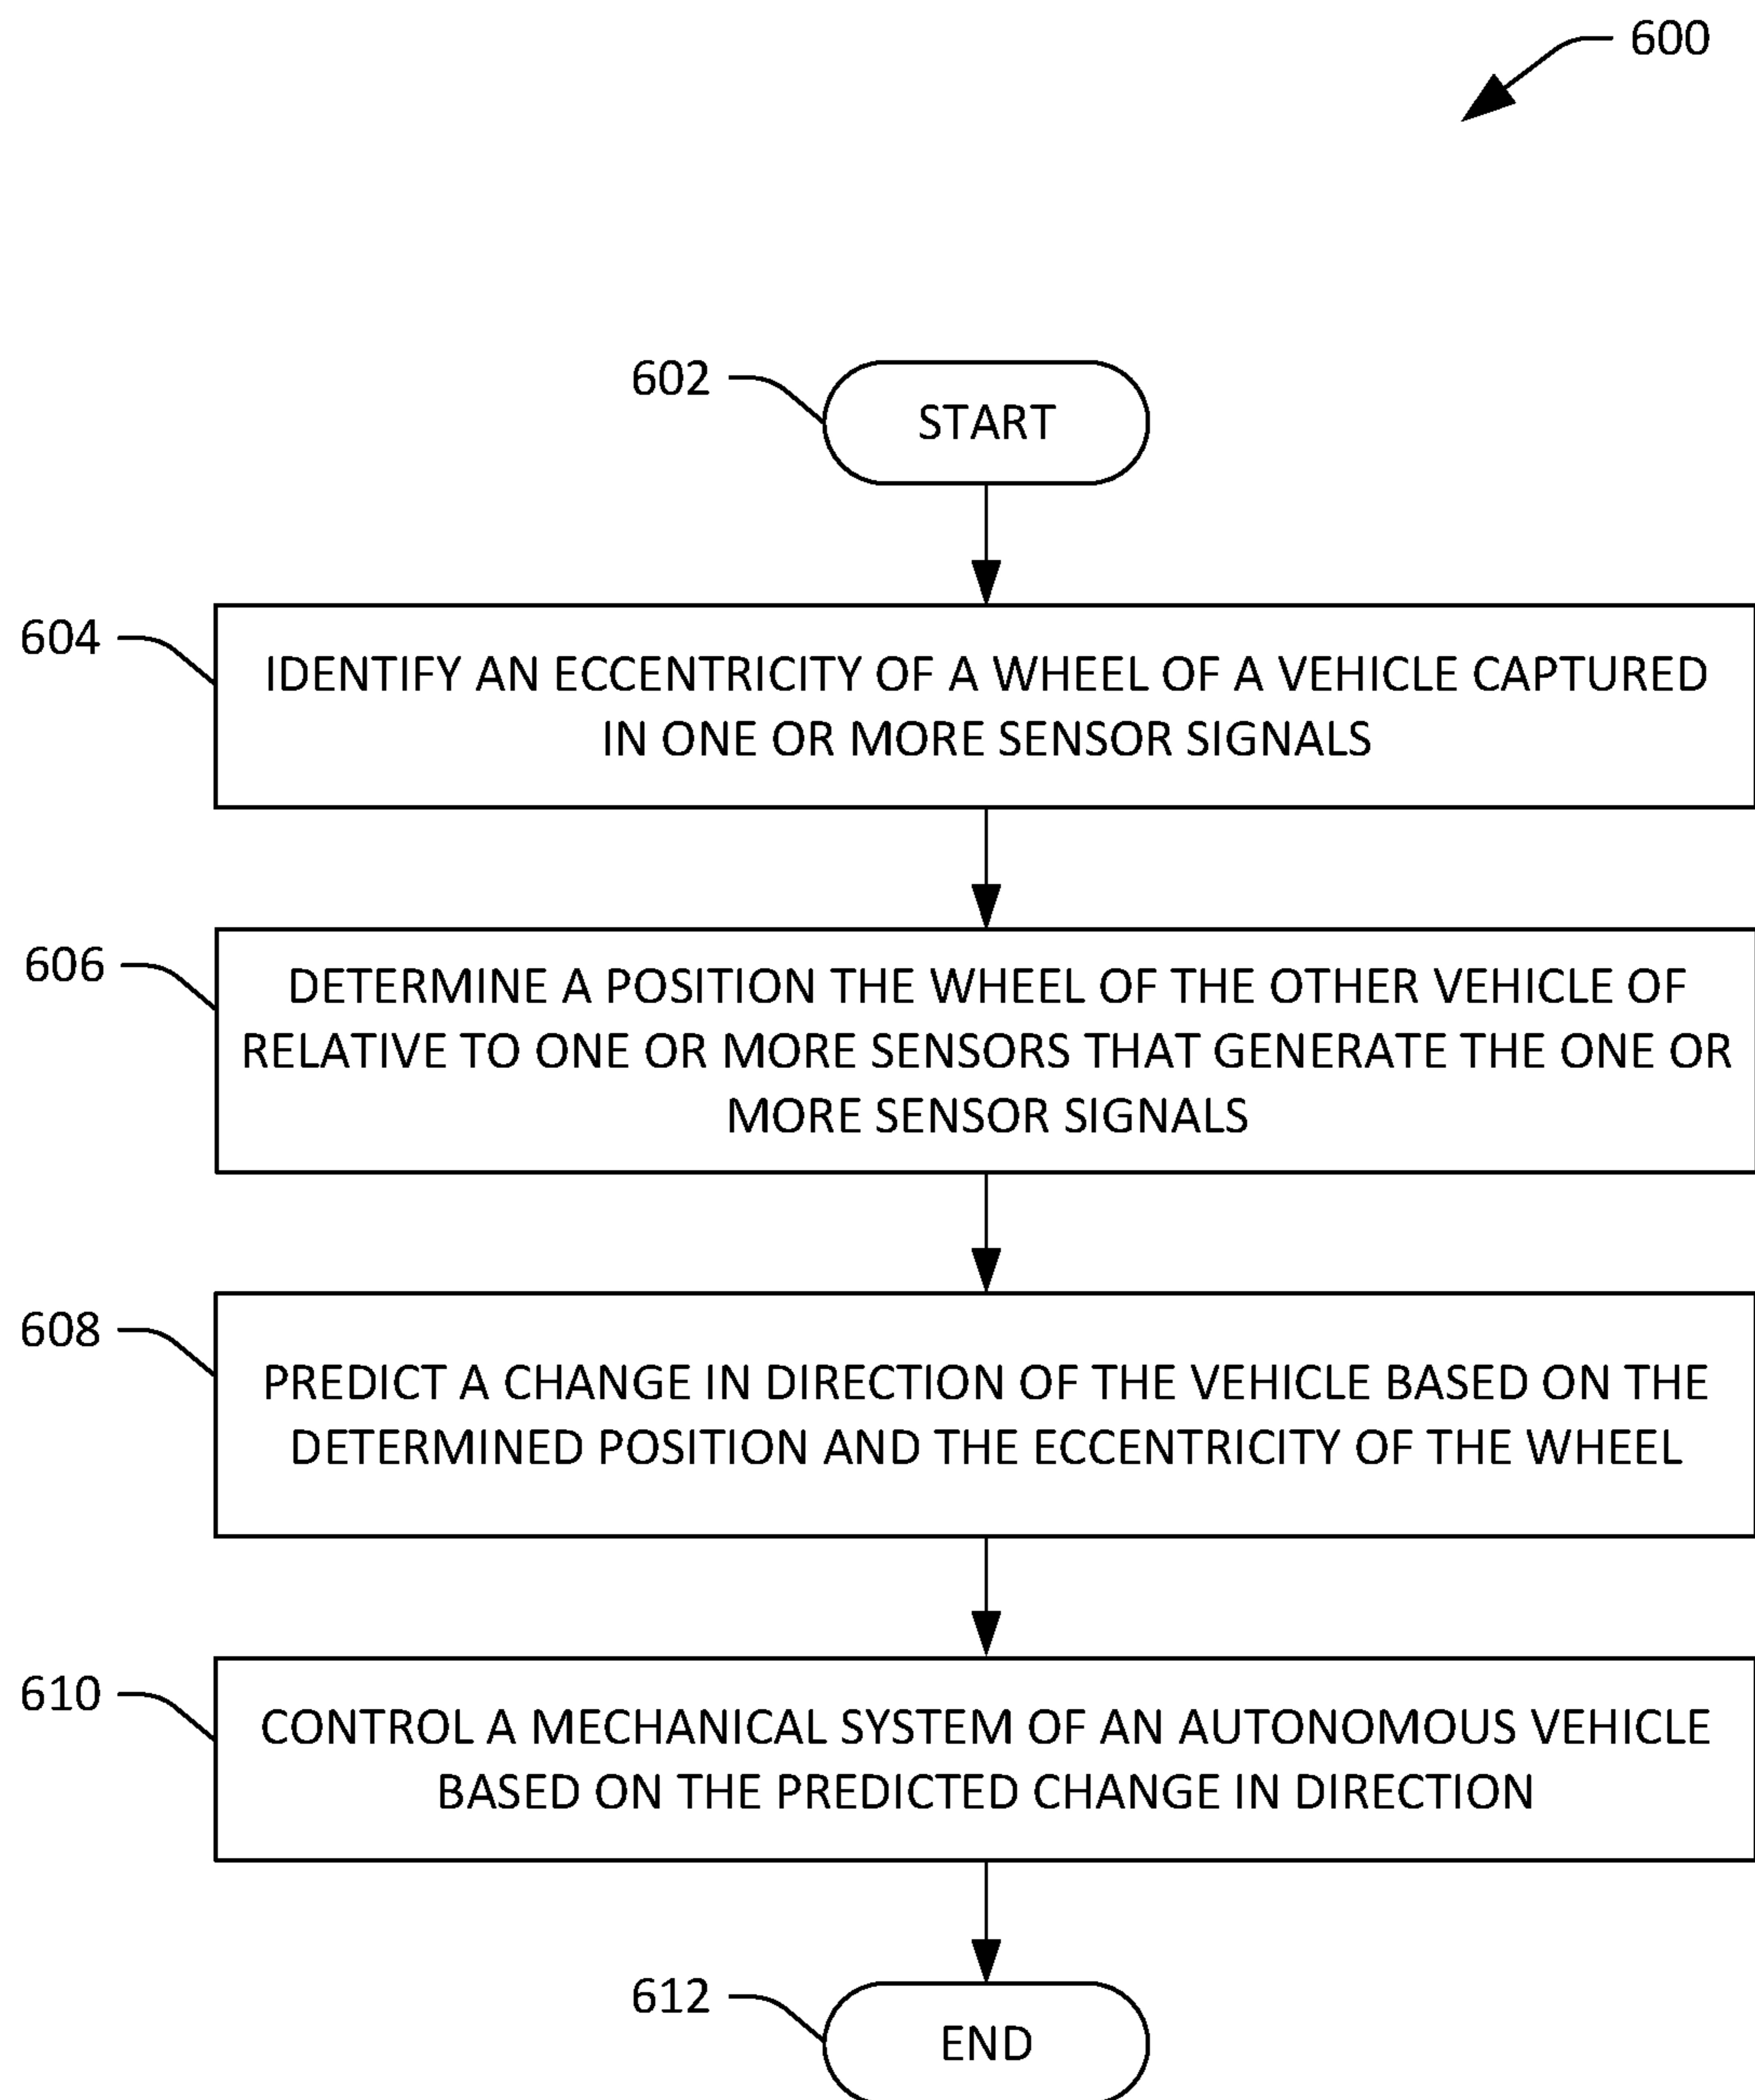 600
602
START
604
IDENTIFY AN ECCENTRICITY OF A WHEEL OF A VEHICLE CAPTURED
IN ONE OR MORE SENSOR SIGNALS
606
DETERMINE A POSITION THE WHEEL OF THE OTHER VEHICLE OF
RELATIVE TO ONE OR MORE SENSORS THAT GENERATE THE ONE OR
MORE SENSOR SIGNALS
608
PREDICT A CHANGE IN DIRECTION OF THE VEHICLE BASED ON THE
DETERMINED POSITION AND THE ECCENTRICITY OF THE WHEEL
610
CONTROL A MECHANICAL SYSTEM OF AN AUTONOMOUS VEHICLE
BASED ON THE PREDICTED CHANGE IN DIRECTION
612
END